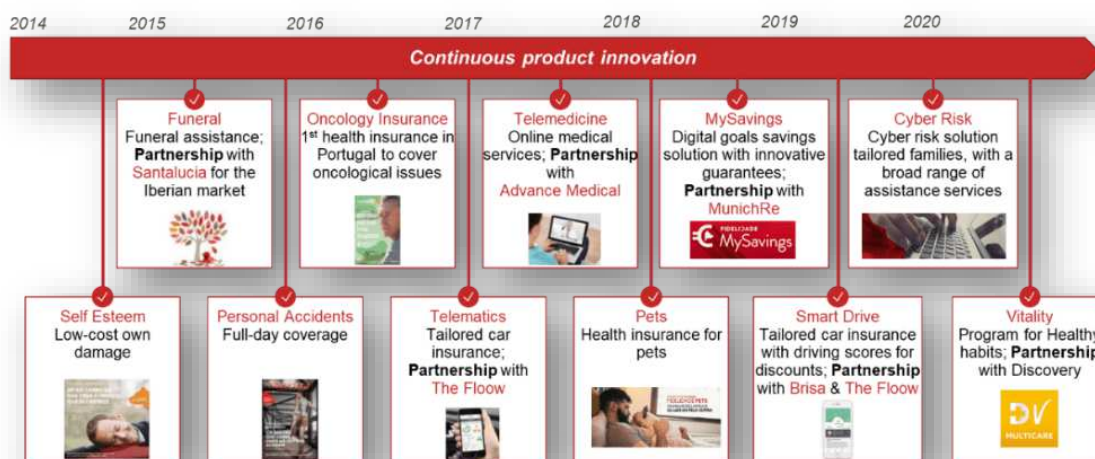 2014 2015 2016 2017 2018 2019 2020
Continuous product innovation
Funeral
Funeral assistance;
Partnership with
Santalucia for the
Iberian market
Oncology Insurance
1st health insurance in
Portugal to cover
oncological issues
Telemedicine
Online medical
services; Partnership
with
Advance Medical
MySavings
Digital goals savings
solution with innovative
guarantees;
Partnership with
MunichRe
FIDELIDADE
MySavings
Cyber Risk
Cyber risk solution
tailored families, with a
broad range of
assistance services
Self Esteem
Low-cost own
damage
Personal Accidents
Full-day coverage
Telematics
Tailored car
insurance;
Partnership with
The Floow
Pets
Health insurance for
pets
Smart Drive
Tailored car insurance
with driving scores for
discounts; Partnership
with Brisa & The Floow
Vitality
Program for Healthy
habits; Partnership
with Discovery
DV
MULTICARE